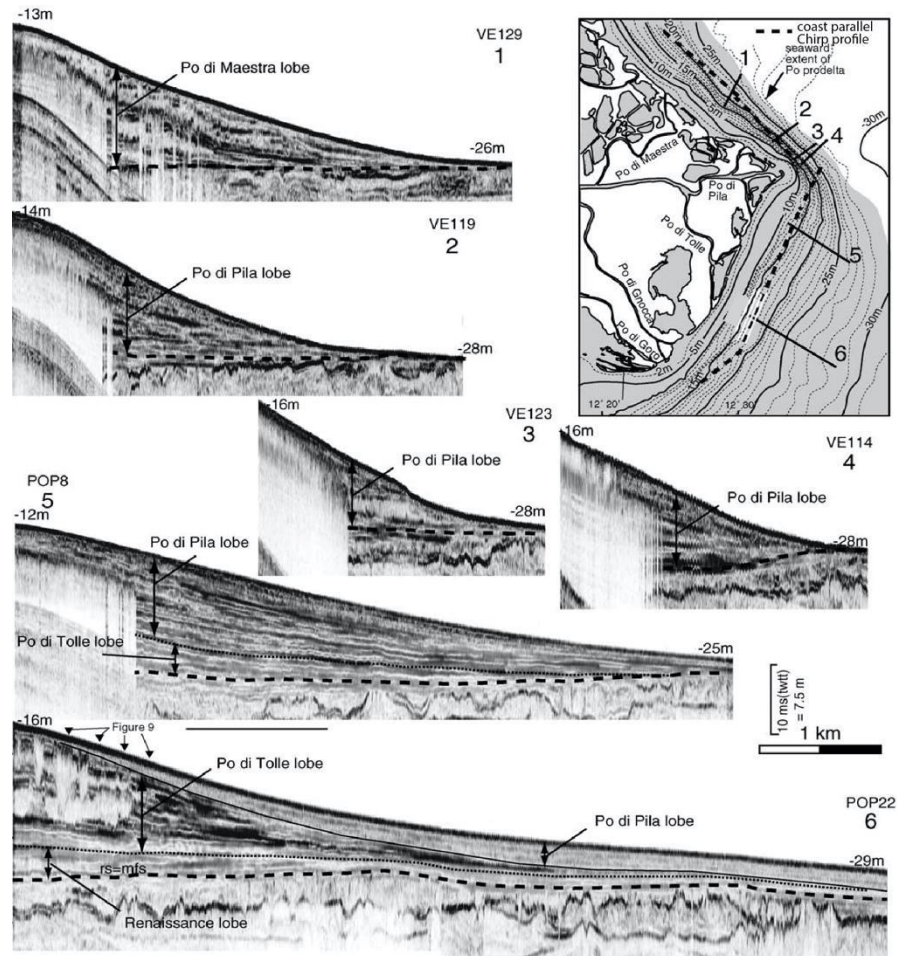 -13m
VE129
1
Po di Maestra lobe
-26m
-14m
VE119
2
Po di Pila lobe
-28m
coast parallel
Chirp profile
seaward
extent of
Po prodelta
-20m
-25m
15m
10m
-5m
1
2
3
4
-30m
Po di Maestra
Po di
Pila
Po di Tolle
10m
5
Po di Gnocca
25m
-30m
Po di Goro
6
-5m
-2m
12° 20'
12° 30'
-16m
VE123
3
Po di Pila lobe
-28m
-16m
VE114
4
Po di Pila lobe
-28m
POP8
5
-12m
Po di Pila lobe
Po di Tolle lobe
-25m
10 ms(twtt)
= 7.5 m
1 km
-16m
Figure 9
Po di Tolle lobe
POP22
6
Po di Pila lobe
-29m
rs=mfs
Renaissance lobe